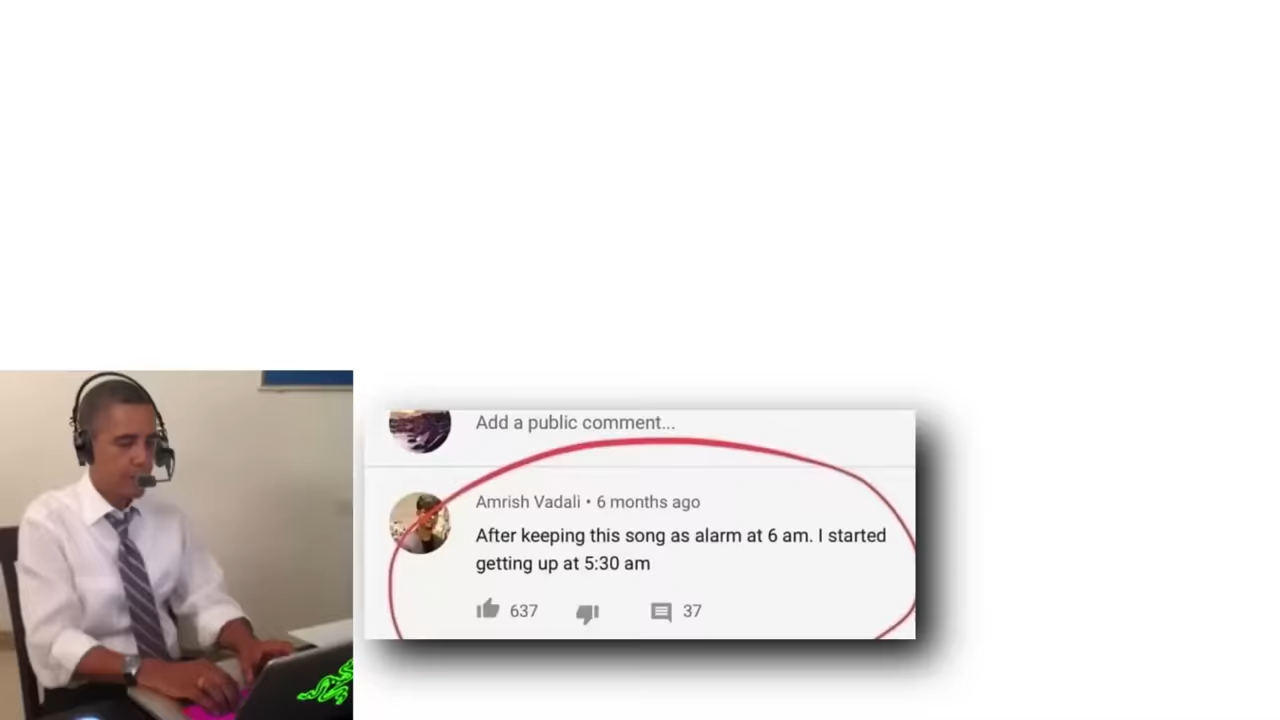 Add a public comment...
Amrish Vadali • 6 months ago
After keeping this song as alarm at 6 am. I started
getting up at 5:30 am
637
37